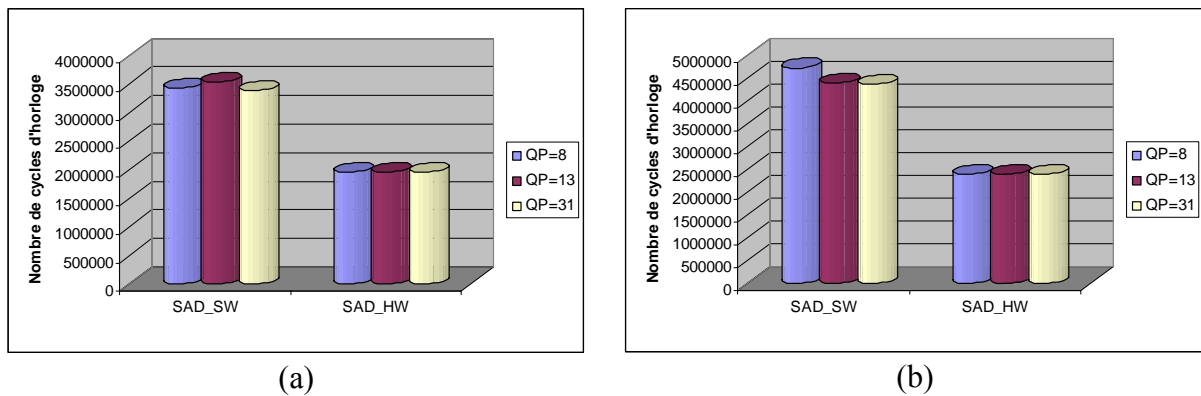 Nombre de cycles d'horloge
4000000
3500000
3000000
2500000
2000000
1500000
1000000
500000
0
SAD_SW
SAD_HW
QP=8
QP=13
QP=31
(a)
Nombre de cycles d'horloge
5000000
4500000
4000000
3500000
3000000
2500000
2000000
1500000
1000000
500000
0
SAD_SW
SAD_HW
QP=8
QP=13
QP=31
(b)